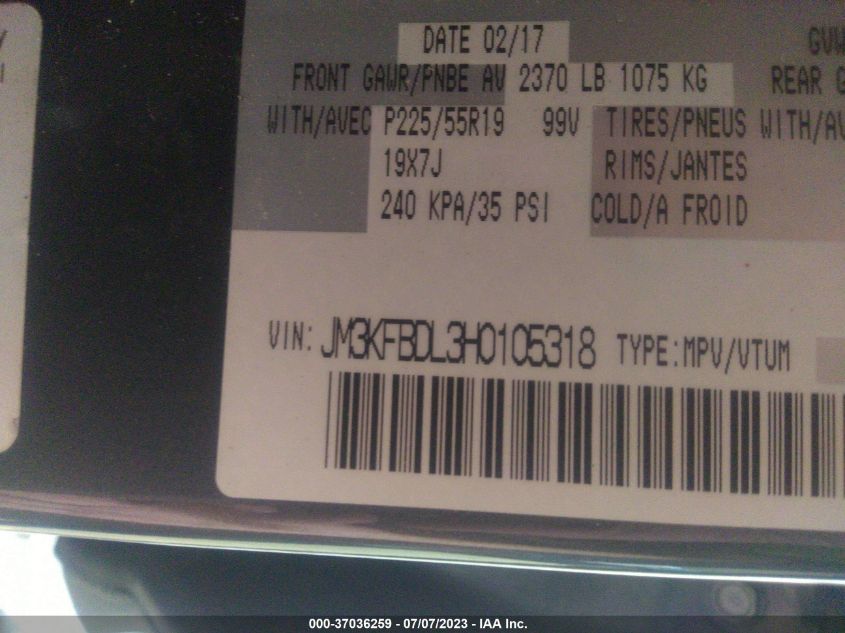 DATE 02/17
GVW
FRONT GAWR/PNBE AV 2370 LB 1075 KG REAR G
WITH/AVEC P225/55R19 99V TIRES/PNEUS WITH/AV
19X7J RIMS/JANTES
240 KPA/35 PSI COLD/A FROID
VIN: JM3KFBDL3H0105318 TYPE:MPV/VTUM
000-37036259 - 07/07/2023 - IAA Inc.